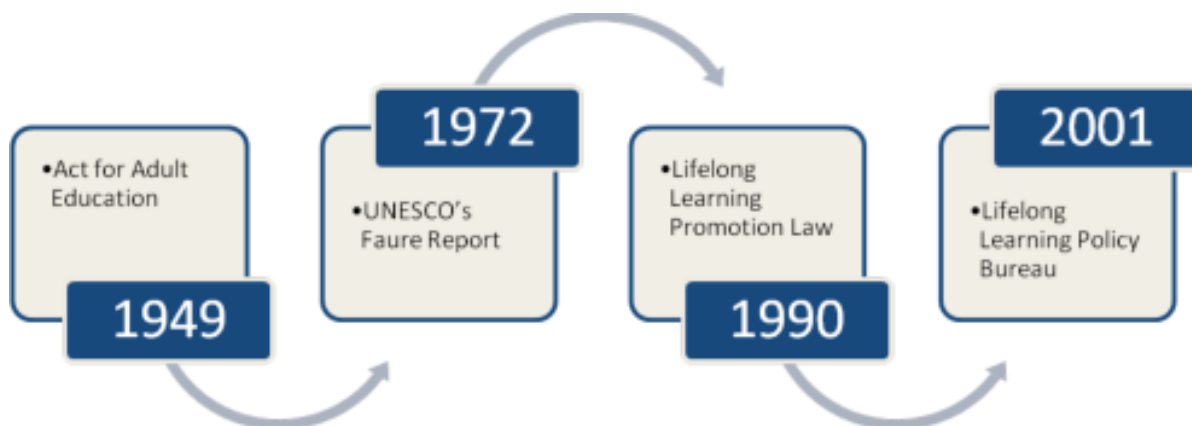 •Act for Adult
Education
1949
1972
•UNESCO's
Faure Report
•Lifelong
Learning
Promotion Law
1990
2001
•Lifelong
Learning Policy
Bureau